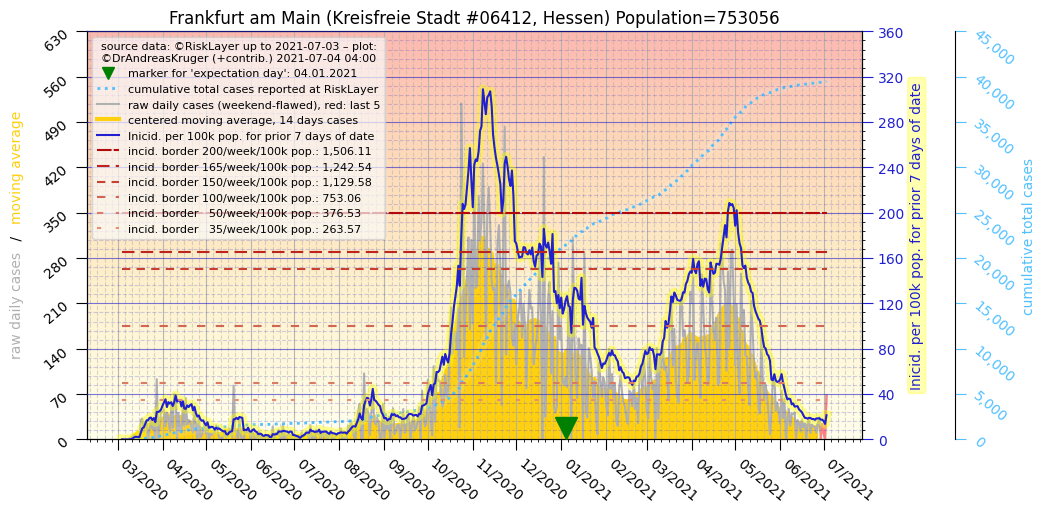 Frankfurt am Main (Kreisfreie Stadt #06412, Hessen) Population=753056
source data: ©RiskLayer up to 2021-07-03 – plot:
©DrAndreasKruger (+contrib.) 2021-07-04 04:00
marker for 'expectation day': 04.01.2021
cumulative total cases reported at RiskLayer
raw daily cases (weekend-flawed), red: last 5
centered moving average, 14 days cases
Inicid. per 100k pop. for prior 7 days of date
incid. border 200/week/100k pop.: 1,506.11
incid. border 165/week/100k pop.: 1,242.54
incid. border 150/week/100k pop.: 1,129.58
incid. border 100/week/100k pop.: 753.06
incid. border   50/week/100k pop.: 376.53
incid. border   35/week/100k pop.: 263.57
raw daily cases / moving average
630
560
490
420
350
280
210
140
70
0
03/2020
04/2020
05/2020
06/2020
07/2020
08/2020
09/2020
10/2020
11/2020
12/2020
01/2021
02/2021
03/2021
04/2021
05/2021
06/2021
07/2021
360
320
280
240
200
160
120
80
40
0
Inicid. per 100k pop. for prior 7 days of date
45,000
40,000
35,000
30,000
25,000
20,000
15,000
10,000
5,000
0
cumulative total cases